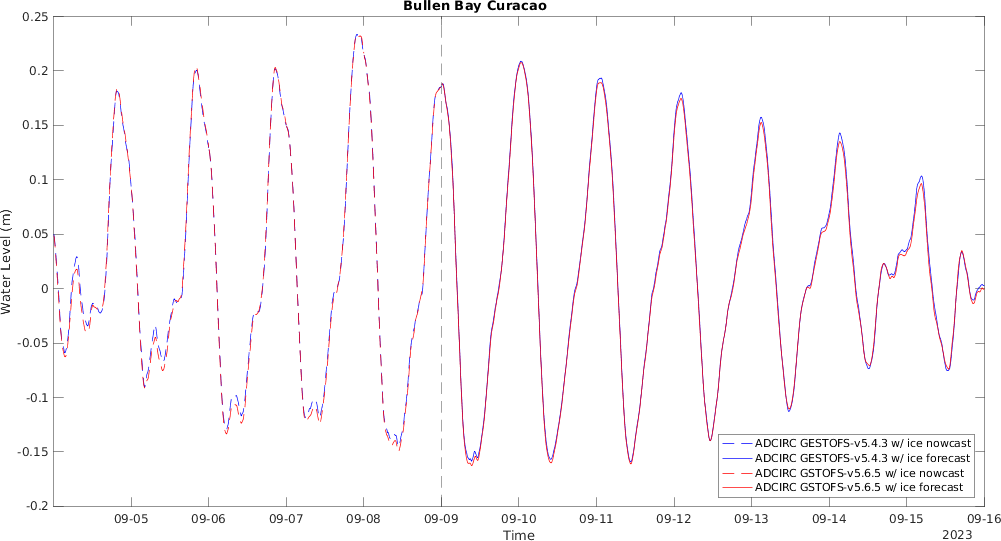 Bullen Bay Curacao
0.25
0.2
0.15
0.1
0.05
0
-0.05
-0.1
-0.15
-0.2
Water Level (m)
ADCIRC GESTOFS-v5.4.3 w/ ice nowcast
ADCIRC GESTOFS-v5.4.3 w/ ice forecast
ADCIRC GSTOFS-v5.6.5 w/ ice nowcast
ADCIRC GSTOFS-v5.6.5 w/ ice forecast
09-05 09-06 09-07 09-08 09-09 09-10 09-11 09-12 09-13 09-14 09-15 09-16
Time
2023